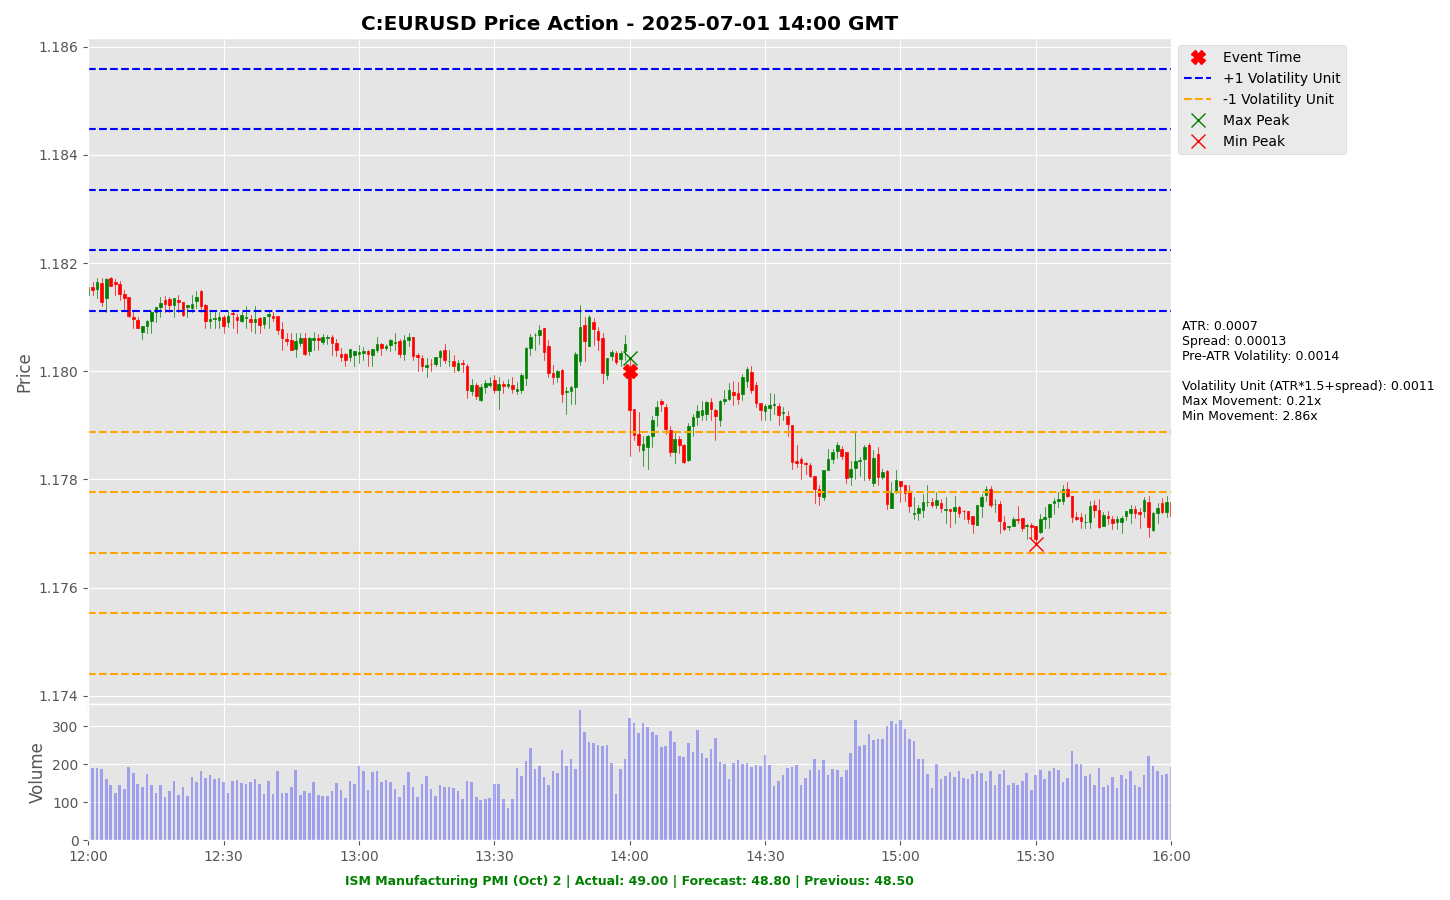 C:EURUSD Price Action - 2025-07-01 14:00 GMT
Price
1.186
1.184
1.182
1.180
1.178
1.176
1.174
Event Time
+1 Volatility Unit
-1 Volatility Unit
Max Peak
Min Peak
ATR: 0.0007
Spread: 0.00013
Pre-ATR Volatility: 0.0014
Volatility Unit (ATR*1.5+spread): 0.0011
Max Movement: 0.21x
Min Movement: 2.86x
Volume
300
200
100
0
12:00 12:30 13:00 13:30 14:00 14:30 15:00 15:30 16:00
ISM Manufacturing PMI (Oct) 2 | Actual: 49.00 | Forecast: 48.80 | Previous: 48.50